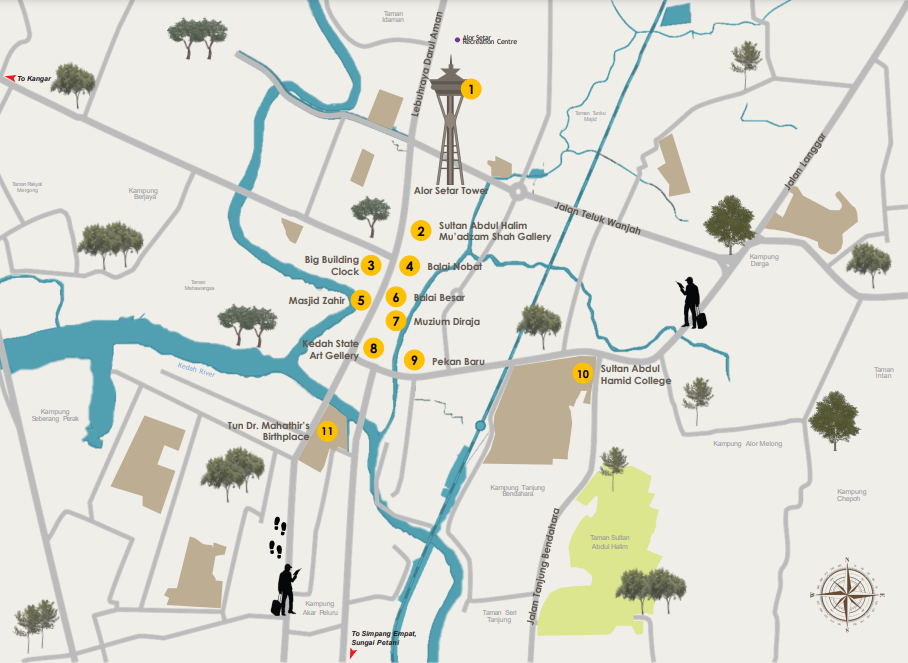 Taman
Idaman
Lebuhraya Darul Aman
Alor Setar
Recreation Centre
To Kangar
1
Taman Tunku
Majid
Jalan Langgar
Taman Rakyat
Mergong
Kampung
Berjaya
Alor Setar Tower
Jalan Teluk Wanjah
2
Sultan Abdul Halim
Mu'adzam Shah Gallery
Big Building
Clock
3
4
Balai Nobat
Kampung
Darga
Taman
Mahawangsa
Masjid Zahir
5
6
Balai Besar
7
Muzium Diraja
Kedah State
Art Gellery
8
9
Pekan Baru
Kedah River
10
Sultan Abdul
Hamid College
Taman
Intan
Kampung
Seberang Perak
Tun Dr. Mahathir's
Birthplace
11
Kampung Alor Melong
Kampung Tanjung
Bendahara
Kampung
Chepoh
Jalan Tanjung Bendahara
Taman Sultan
Abdul Halim
N
E
S
W
Kampung
Akar Peluru
Taman Seri
Tanjung
To Simpang Empat,
Sungai Petani